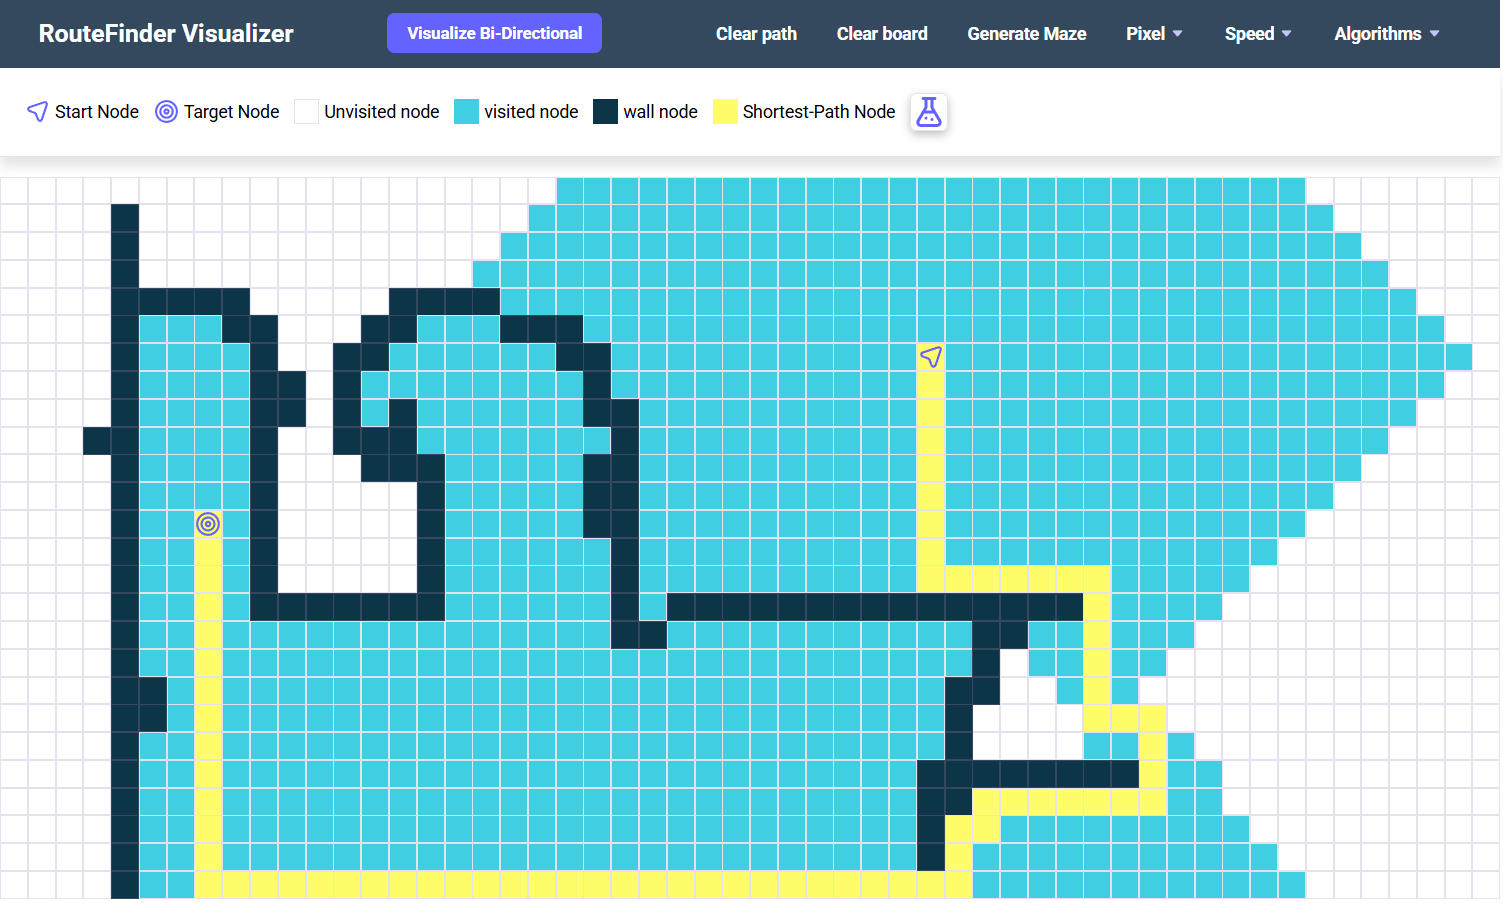 RouteFinder Visualizer
Visualize Bi-Directional
Clear path
Clear board
Generate Maze
Pixel
Speed
Algorithms
Start Node
Target Node
Unvisited node
visited node
wall node
Shortest-Path Node